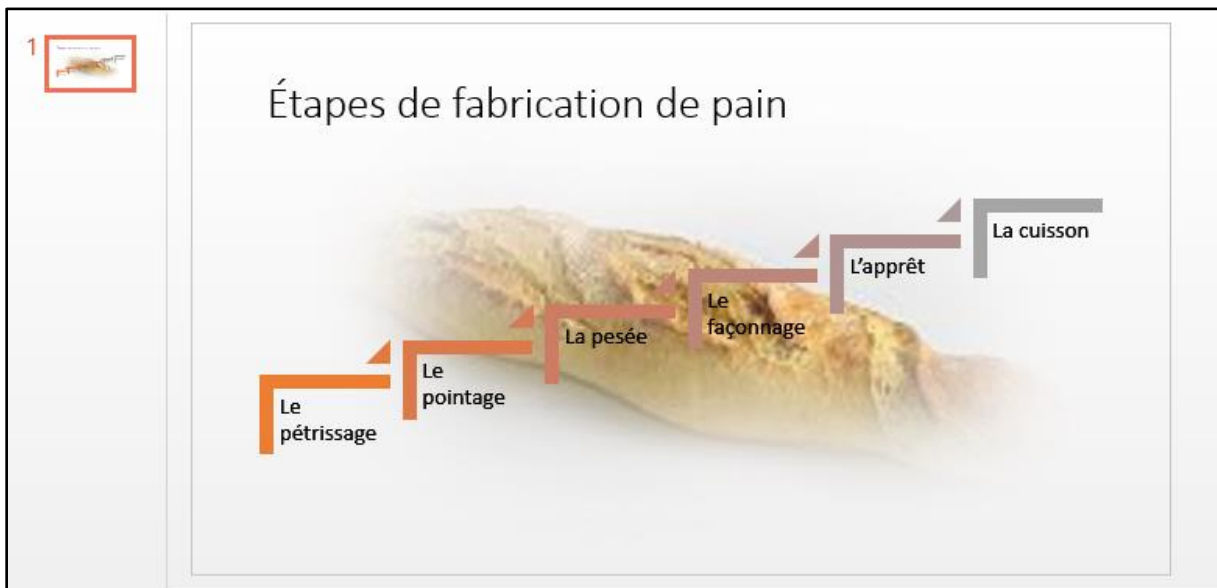 1
Étapes de fabrication de pain
Le
pétrissage
Le
pointage
La pesée
Le
façonnage
L’apprêt
La cuisson